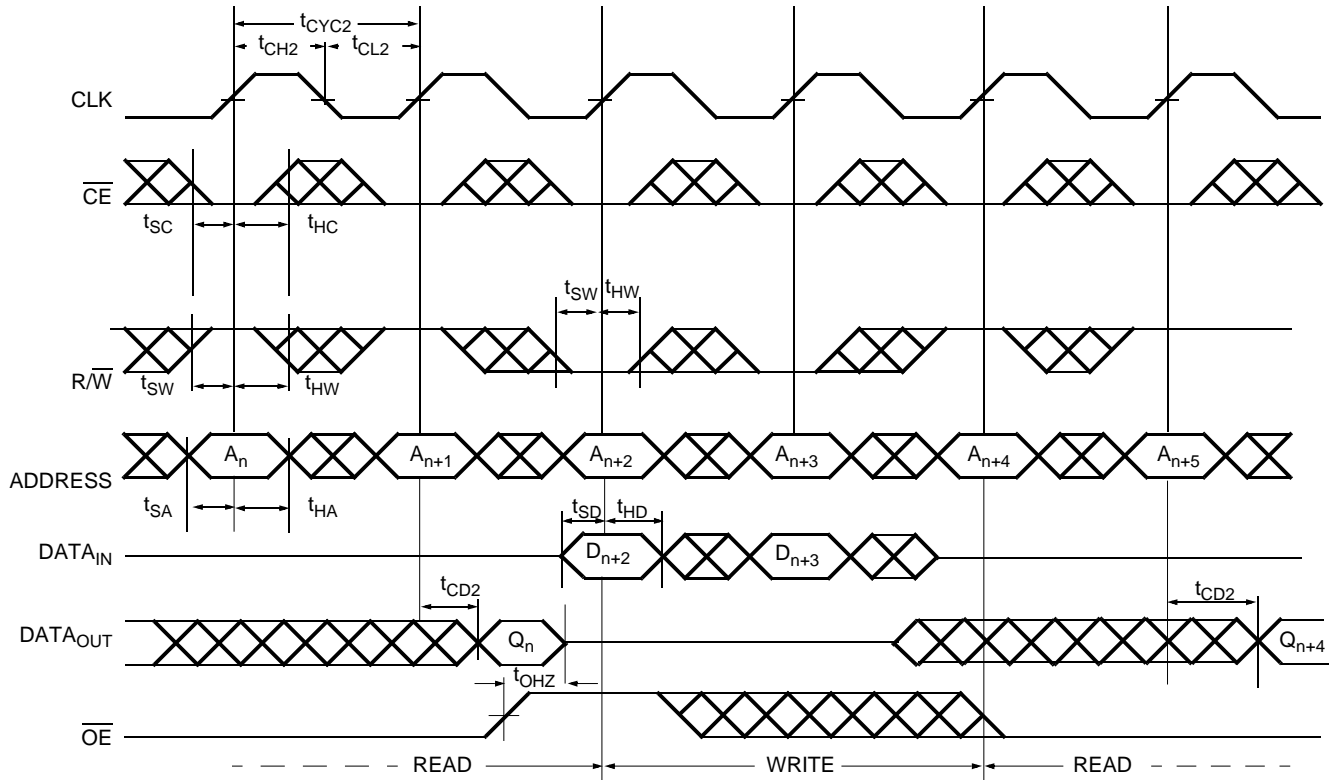 tCYC2
tCH2 tCL2
CLK
CE
tSC tHC
tSW tHW
R/W
tSW tHW
An An+1 An+2 An+3 An+4 An+5
ADDRESS
tSA tHA
tSD tHD
DATAIN
Dn+2 Dn+3
tCD2 tCD2
DATAOUT
Qn Qn+4
tOHZ
OE
READ WRITE READ